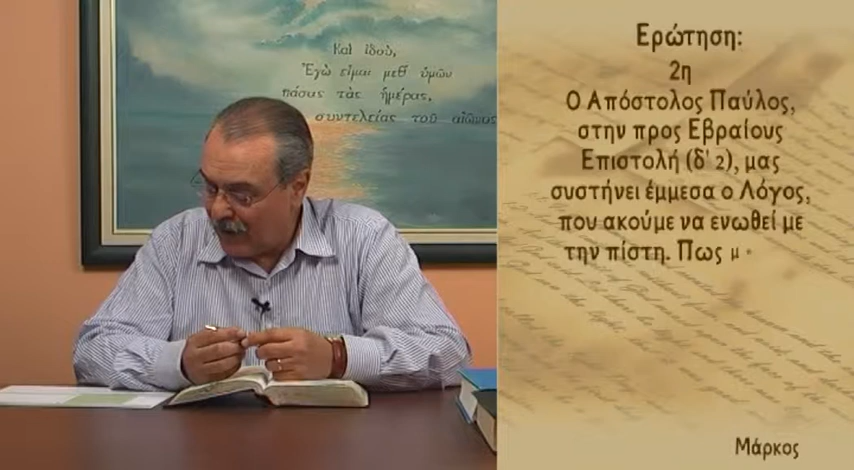 Καὶ ἰδού,
Ἐγὼ εἶμαι μεθ ὑμῶν
πάσας τὰς ἡμέρας,
συντελείας τοῦ αἰῶνος
Ερώτηση:
2η
Ο Απόστολος Παύλος,
στην προς Εβραίους
Επιστολή (δ' 2), μας
συστήνει έμμεσα ο Λόγος,
που ακούμε να ενωθεί με
την πίστη. Πως μ
Μάρκος